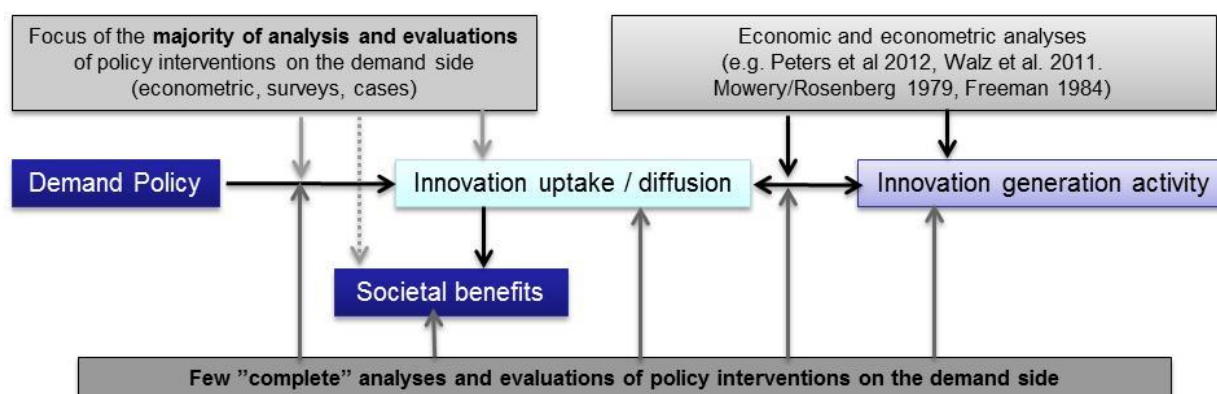 Focus of the majority of analysis and evaluations
of policy interventions on the demand side
(econometric, surveys, cases)
Economic and econometric analyses
(e.g. Peters et al 2012, Walz et al. 2011.
Mowery/Rosenberg 1979, Freeman 1984)
Demand Policy
Innovation uptake / diffusion
Innovation generation activity
Societal benefits
Few ”complete” analyses and evaluations of policy interventions on the demand side